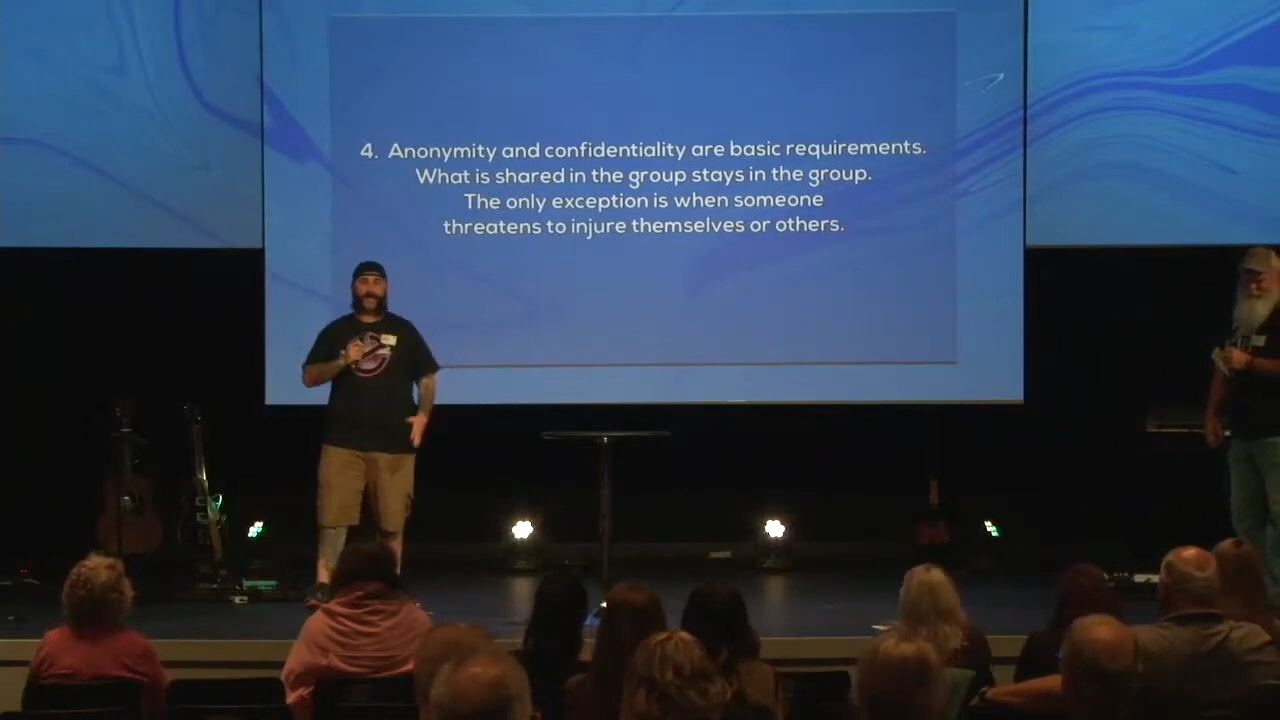 4. Anonymity and confidentiality are basic requirements.
What is shared in the group stays in the group.
The only exception is when someone
threatens to injure themselves or others.